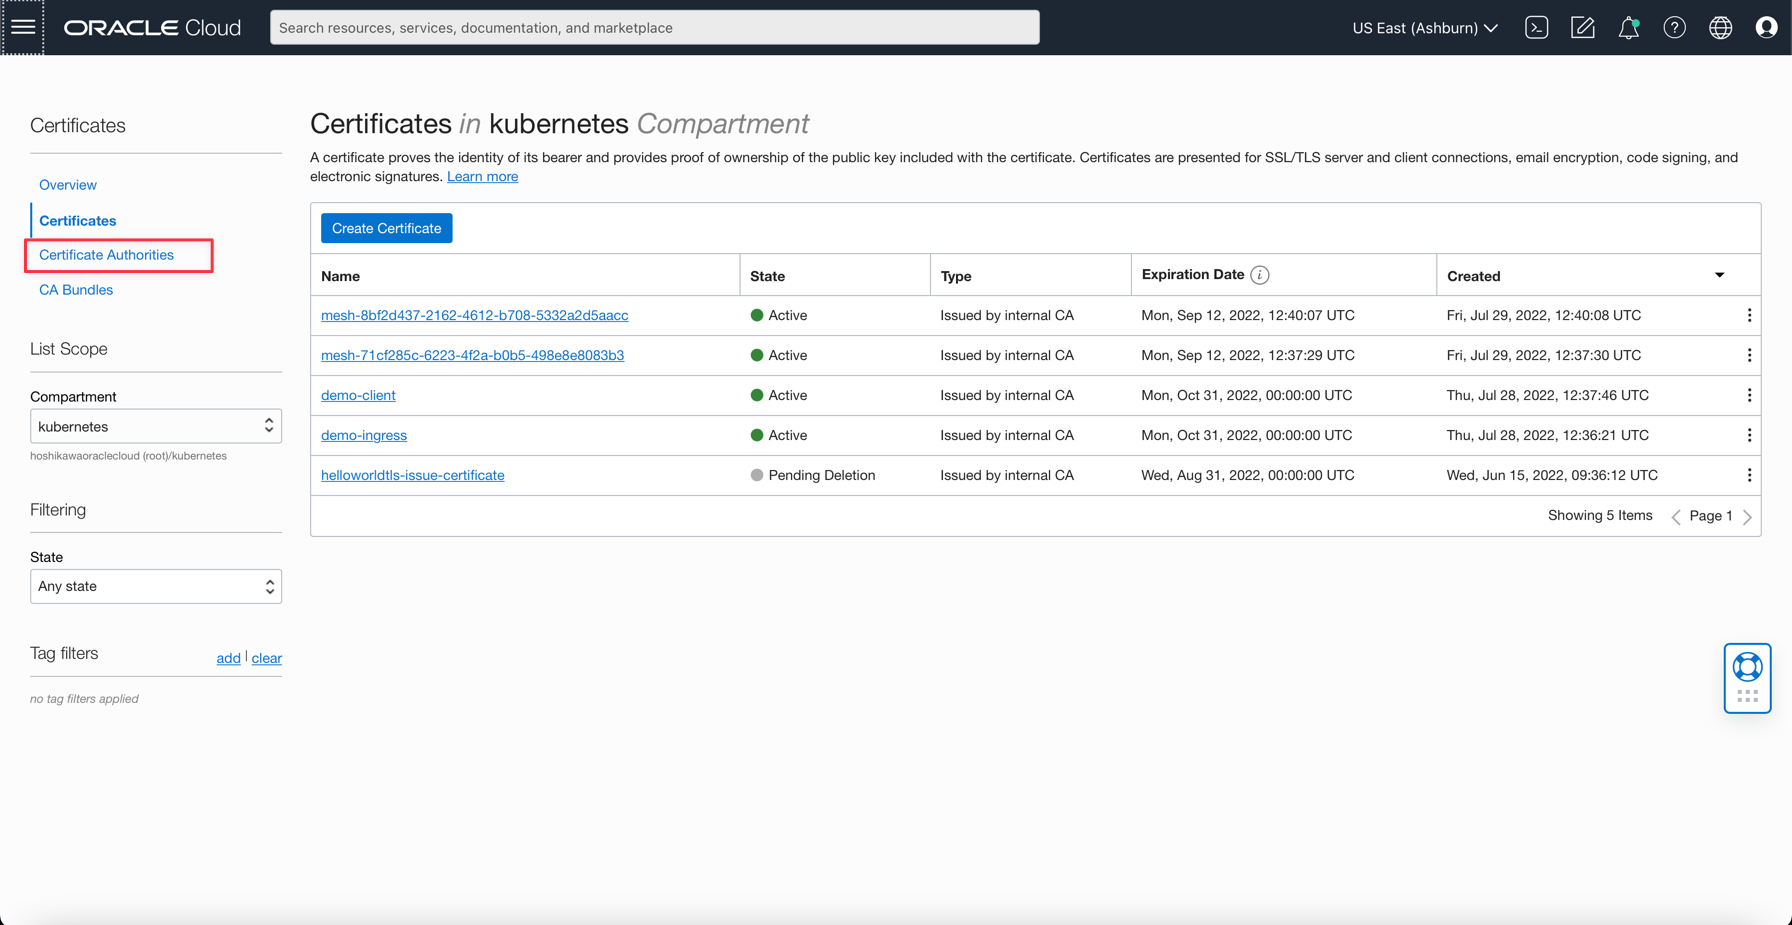 ORACLE Cloud
Search resources, services, documentation, and marketplace
US East (Ashburn)
Certificates
Overview
Certificates
Certificate Authorities
CA Bundles
List Scope
Compartment
kubernetes
hoshikawaoraclecloud (root)/kubernetes
Filtering
State
Any state
Tag filters
add | clear
no tag filters applied
Certificates in kubernetes Compartment
A certificate proves the identity of its bearer and provides proof of ownership of the public key included with the certificate. Certificates are presented for SSL/TLS server and client connections, email encryption, code signing, and
electronic signatures. Learn more
Create Certificate
Name State Type Expiration Date i Created
mesh-8bf2d437-2162-4612-b708-5332a2d5aacc Active Issued by internal CA Mon, Sep 12, 2022, 12:40:07 UTC Fri, Jul 29, 2022, 12:40:08 UTC
mesh-71cf285c-6223-4f2a-b0b5-498e8e8083b3 Active Issued by internal CA Mon, Sep 12, 2022, 12:37:29 UTC Fri, Jul 29, 2022, 12:37:30 UTC
demo-client Active Issued by internal CA Mon, Oct 31, 2022, 00:00:00 UTC Thu, Jul 28, 2022, 12:37:46 UTC
demo-ingress Active Issued by internal CA Mon, Oct 31, 2022, 00:00:00 UTC Thu, Jul 28, 2022, 12:36:21 UTC
helloworldtls-issue-certificate Pending Deletion Issued by internal CA Wed, Aug 31, 2022, 00:00:00 UTC Wed, Jun 15, 2022, 09:36:12 UTC
Showing 5 Items Page 1